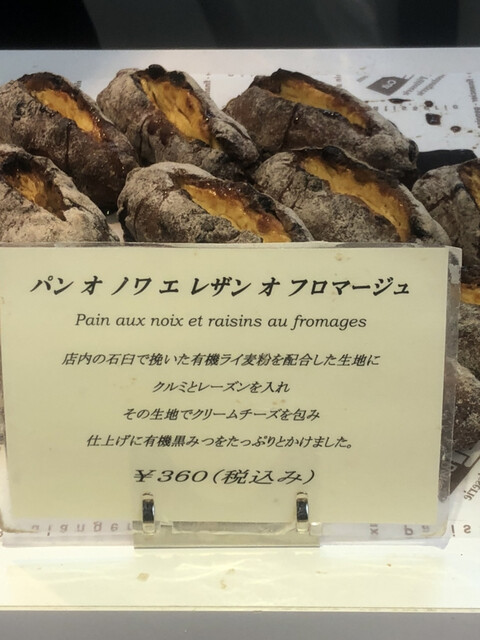 パン オ ノワ エ レザン オ フロマージュ
Pain aux noix et raisins au fromages
店内の石臼で挽いた有機ライ麦粉を配合した生地に
クルミとレーズンを入れ
その生地でクリームチーズを包み
仕上げに有機黒みつをたっぷりとかけました。
￥360(税込み)